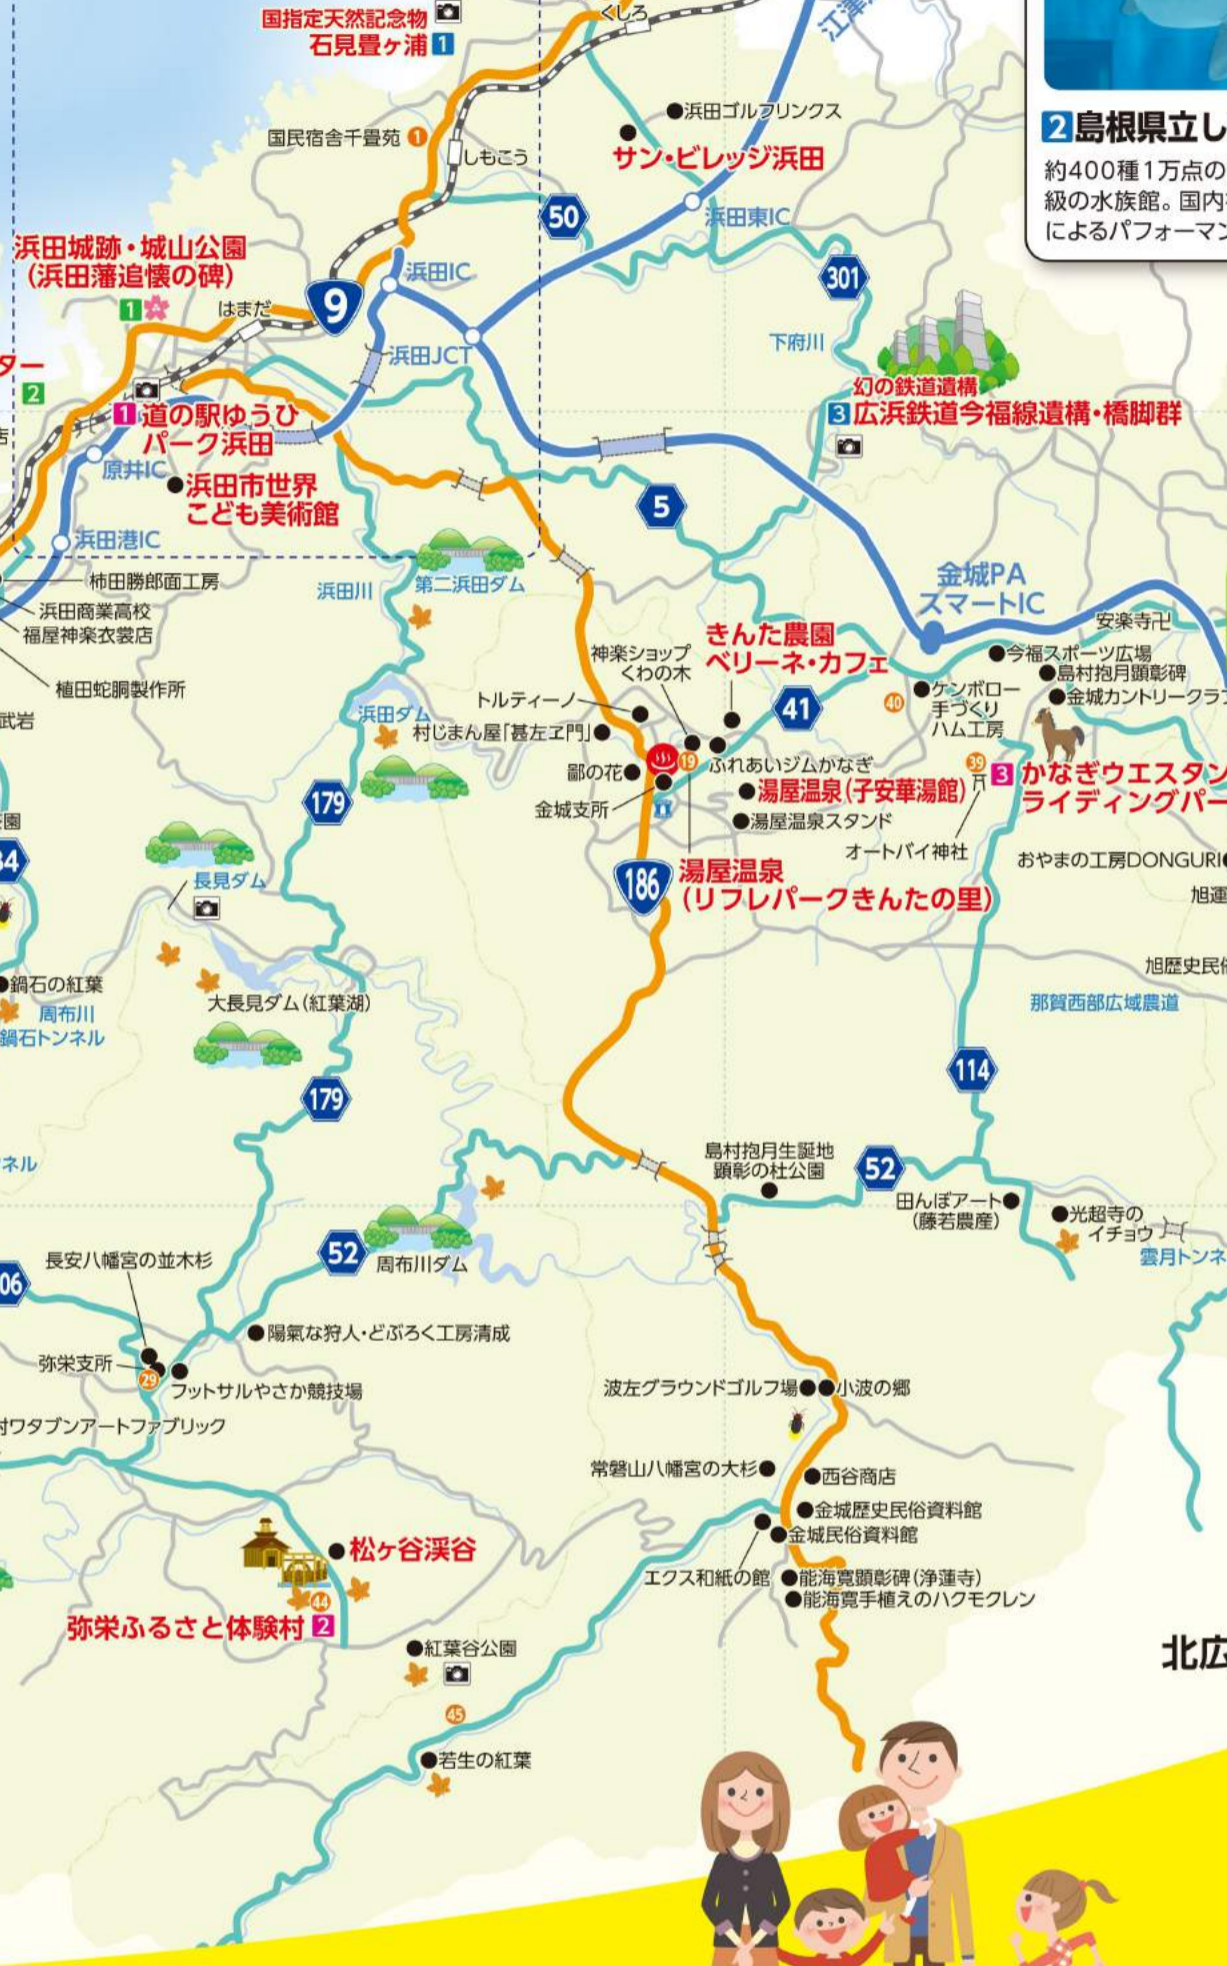 くしろ
国指定天然記念物
石見畳ヶ浦 1
江津
浜田ゴルフリンクス
国民宿舎千畳苑 1
しもこう
サン・ビレッジ浜田
2 島根県立し
約400種1万点の
級の水族館。国内
によるパフォーマン
50
浜田東IC
浜田城跡・城山公園
(浜田藩追懐の碑)
1
はまだ
9
浜田IC
301
下府川
浜田JCT
ター
2
幻の鉄道遺構
3 広浜鉄道今福線遺構・橋脚群
1 道の駅ゆうひ
パーク浜田
店
原井IC
浜田市世界
こども美術館
5
浜田港IC
柿田勝郎面工房
浜田商業高校
福屋神楽衣裳店
植田蛇胴製作所
武岩
浜田川
第二浜田ダム
金城PA
スマートIC
安楽寺卍
今福スポーツ広場
島村抱月顕彰碑
金城カントリークラブ
きんた農園
ベリーネ・カフェ
神楽ショップ
くわの木
トルティーノ
村じまん屋「甚左ヱ門」
浜田ダム
41
40
ケンボロー
手づくり
ハム工房
鄙の花
19
ふれあいジムかなぎ
金城支所
湯屋温泉(子安華湯館)
湯屋温泉スタンド
39
3 かなぎウエスタン
ライディングパー
オートバイ神社
おやまの工房DONGURI
179
園
34
長見ダム
186
湯屋温泉
(リフレパークきんたの里)
旭運
旭歴史民俗
鍋石の紅葉
周布川
鍋石トンネル
大長見ダム(紅葉湖)
那賀西部広域農道
179
114
ネル
島村抱月生誕地
顕彰の杜公園
52
田んぼアート
(藤若農産)
光超寺の
イチョウ
雲月トンネ
06
長安八幡宮の並木杉
52
周布川ダム
陽氣な狩人・どぶろく工房清成
弥栄支所
29
フットサルやさか競技場
村ワタブンアートファブリック
波左グラウンドゴルフ場
小波の郷
常磐山八幡宮の大杉
西谷商店
金城歴史民俗資料館
金城民俗資料館
エクス和紙の館
能海寛顕彰碑(浄蓮寺)
能海寛手植えのハクモクレン
松ヶ谷渓谷
44
弥栄ふるさと体験村 2
紅葉谷公園
45
若生の紅葉
北広